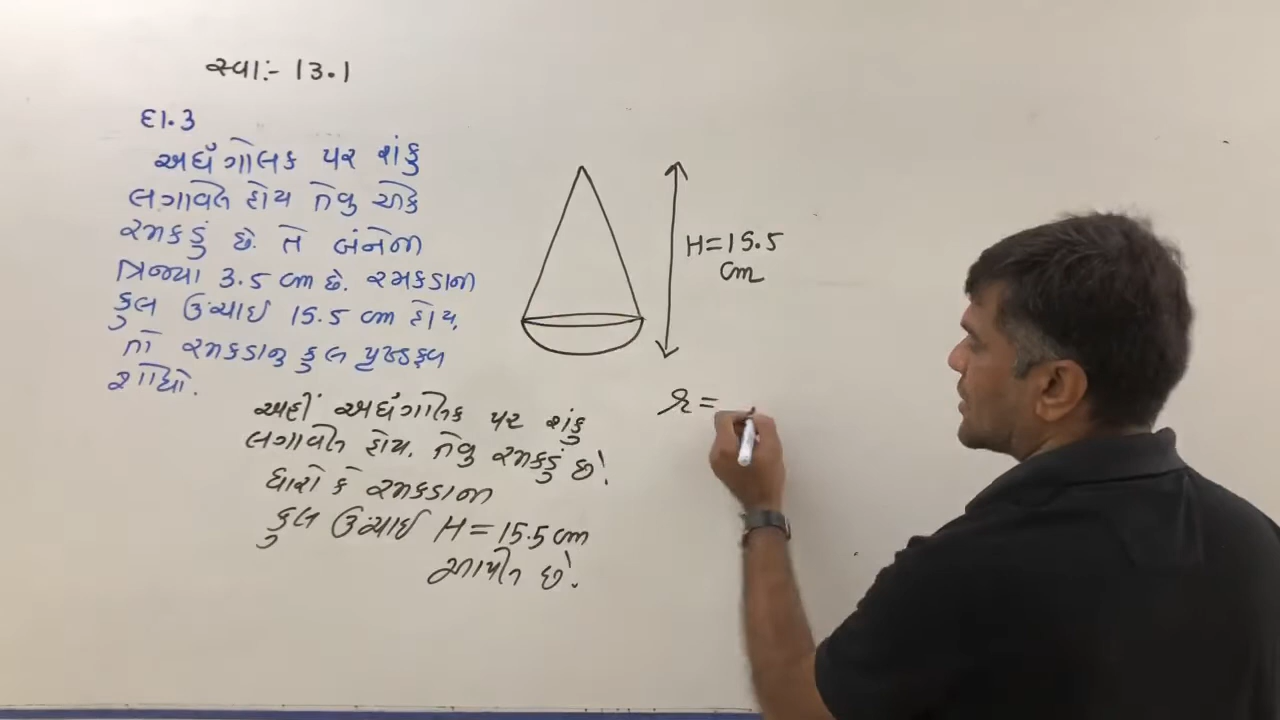 સ્વા:- 13.1
દા.3
અર્ધગોલક પર શંકુ
લગાવેલ હોય તેવુ એક
રમકડું છે. તે બંનેની
ત્રિજ્યા 3.5 cm છે. રમકડાની
કુલ ઉંચાઈ 15.5 cm હોય,
તો રમકડાનુ કુલ પૃષ્ઠફળ
શોધો.
H=15.5
cm
અહીં અર્ધગોલક પર શંકુ
લગાવેલ હોય. તેવુ રમકડું છે.
ધારો કે રમકડાની
કુલ ઉંચાઈ H=15.5 cm
આપેલ છે.
r=